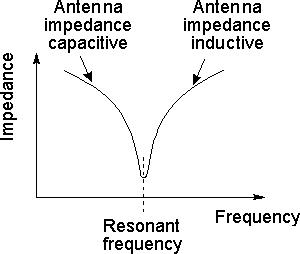 Antenna
impedance
capacitive
Antenna
impedance
inductive
Impedance
Resonant
frequency
Frequency